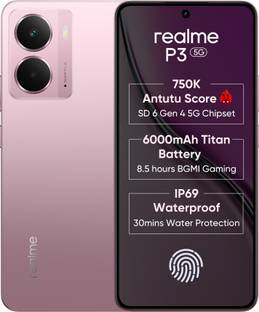 realme
P3 5G
750K
Antutu Score
SD 6 Gen 4 5G Chipset
6000mAh Titan
Battery
8.5 hours BGMI Gaming
IP69
Waterproof
30mins Water Protection
realme